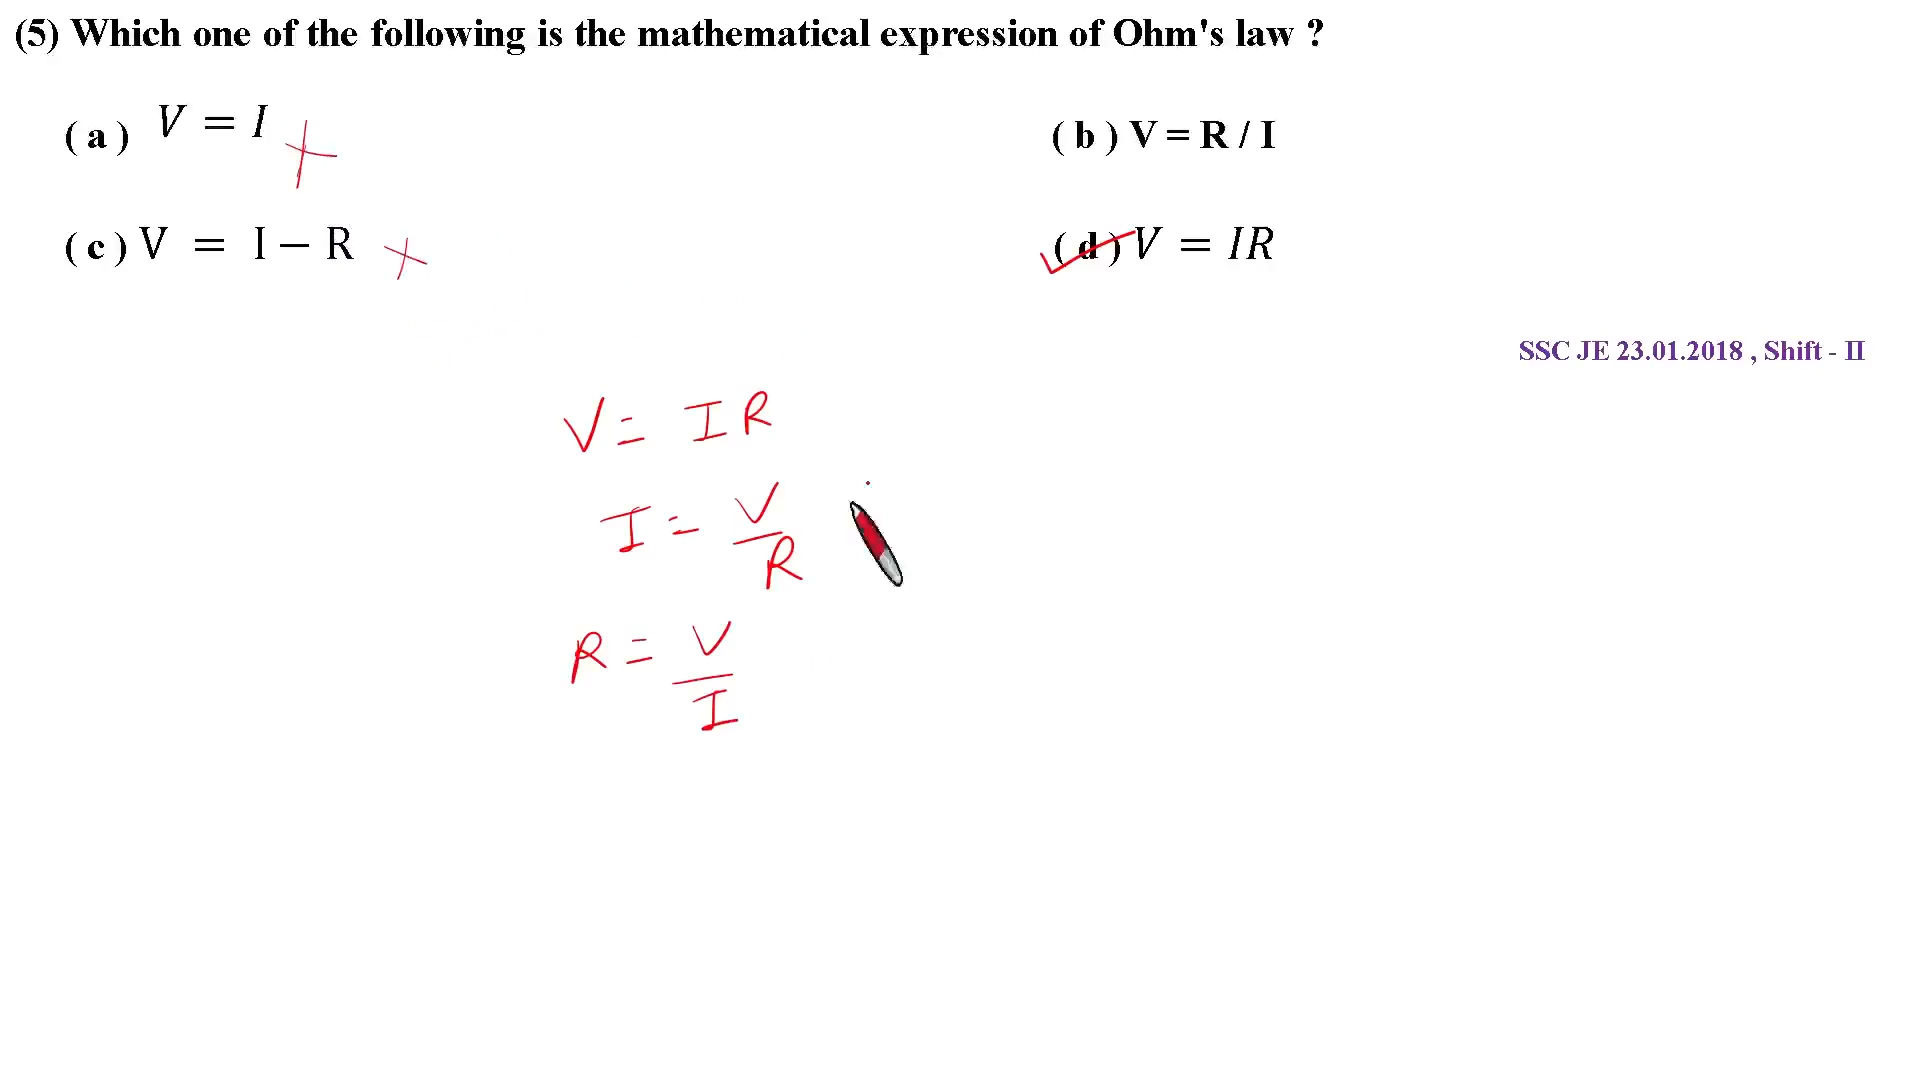 (5) Which one of the following is the mathematical expression of Ohm's law ?
( a ) V = I
( b ) V = R / I
( c ) V = I − R
( d ) V = IR
SSC JE 23.01.2018 , Shift - II
V = IR
I = V/R
R = V/I